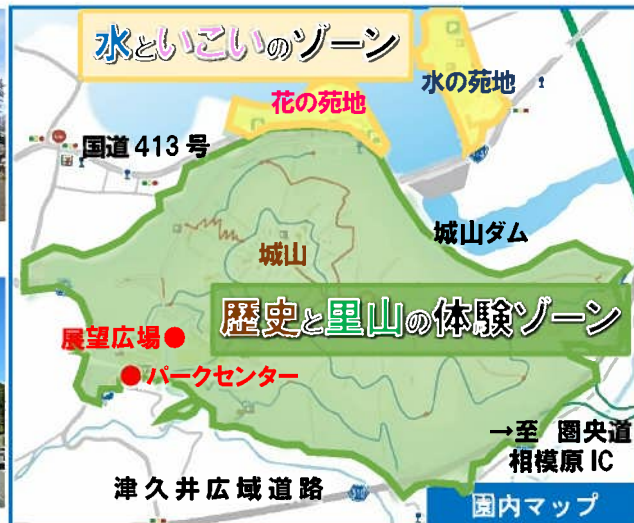 水といこいのゾーン
花の苑地
水の苑地
国道413号
城山ダム
城山
歴史と里山の体験ゾーン
展望広場
パークセンター
→至 圏央道
相模原IC
津久井広域道路
園内マップ